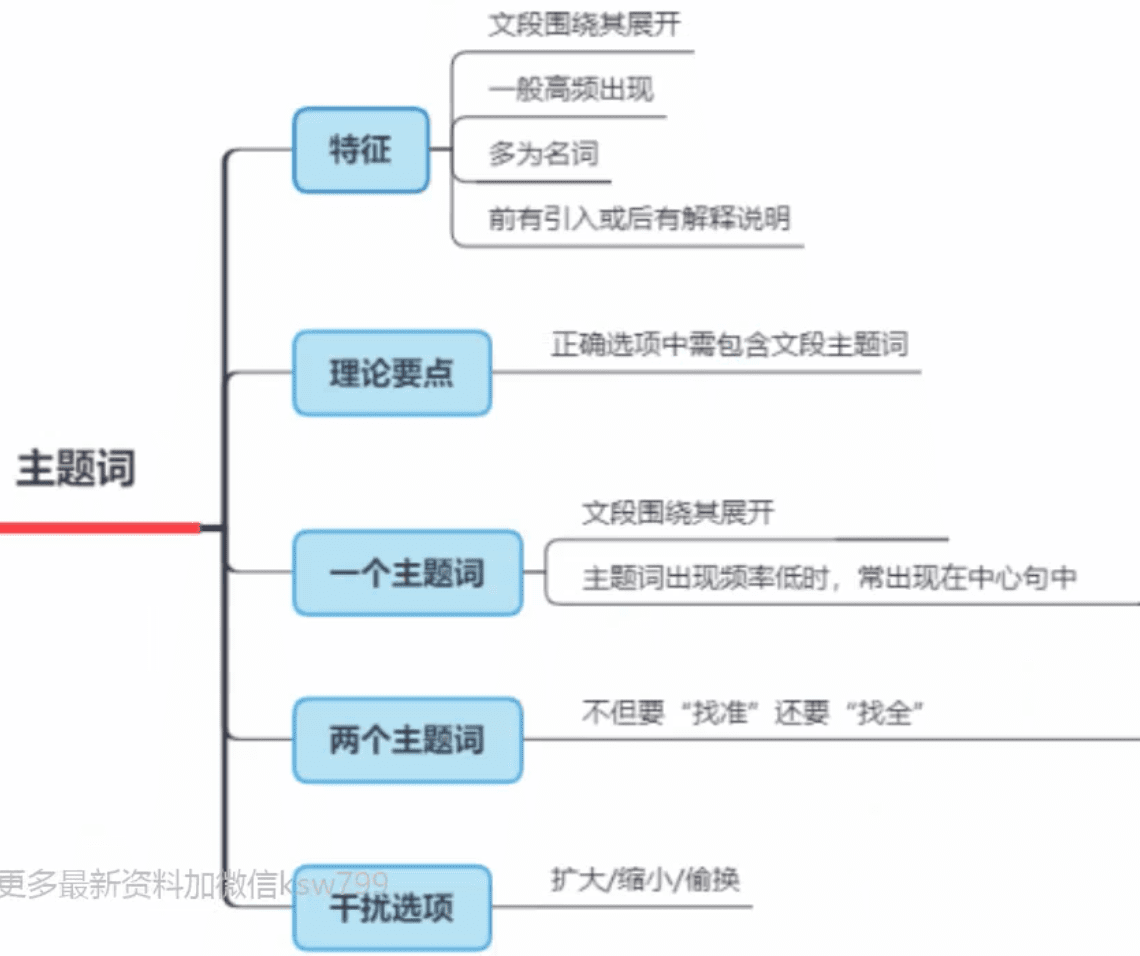 文段围绕其展开
一般高频出现
特征
多为名词
前有引入或后有解释说明
正确选项中需包含文段主题词
理论要点
主题词
文段围绕其展开
一个主题词
主题词出现频率低时，常出现在中心句中
不但要“找准”还要“找全”
两个主题词
扩大/缩小/偷换
更多最新资料加微信ksw799
干扰选项